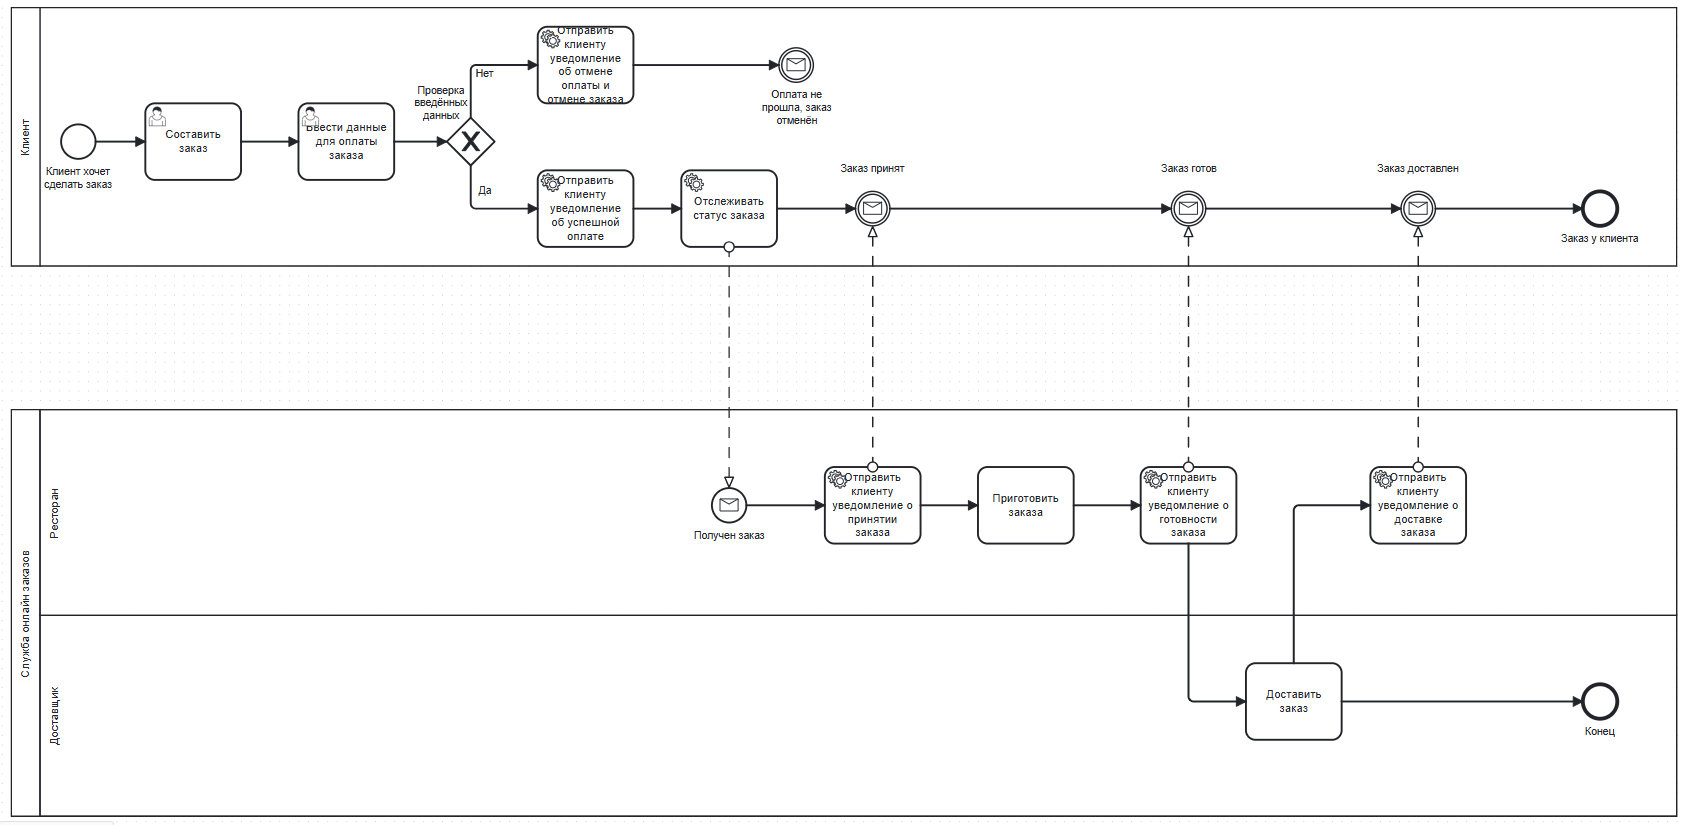 Клиент
Клиент хочет
сделать заказ
Составить
заказ
Ввести данные
для оплаты
заказа
Проверка
введённых
данных
Нет
Да
Отправить
клиенту
уведомление
об отмене
оплаты и
отмене заказа
Оплата не
прошла, заказ
отменён
Отправить
клиенту
уведомление
об успешной
оплате
Отслеживать
статус заказа
Заказ принят
Заказ готов
Заказ доставлен
Заказ у клиента
Служба онлайн заказов
Ресторан
Получен заказ
Отправить
клиенту
уведомление о
принятии
заказа
Приготовить
заказа
Отправить
клиенту
уведомление о
готовности
заказа
Отправить
клиенту
уведомление о
доставке
заказа
Доставщик
Доставить
заказ
Конец